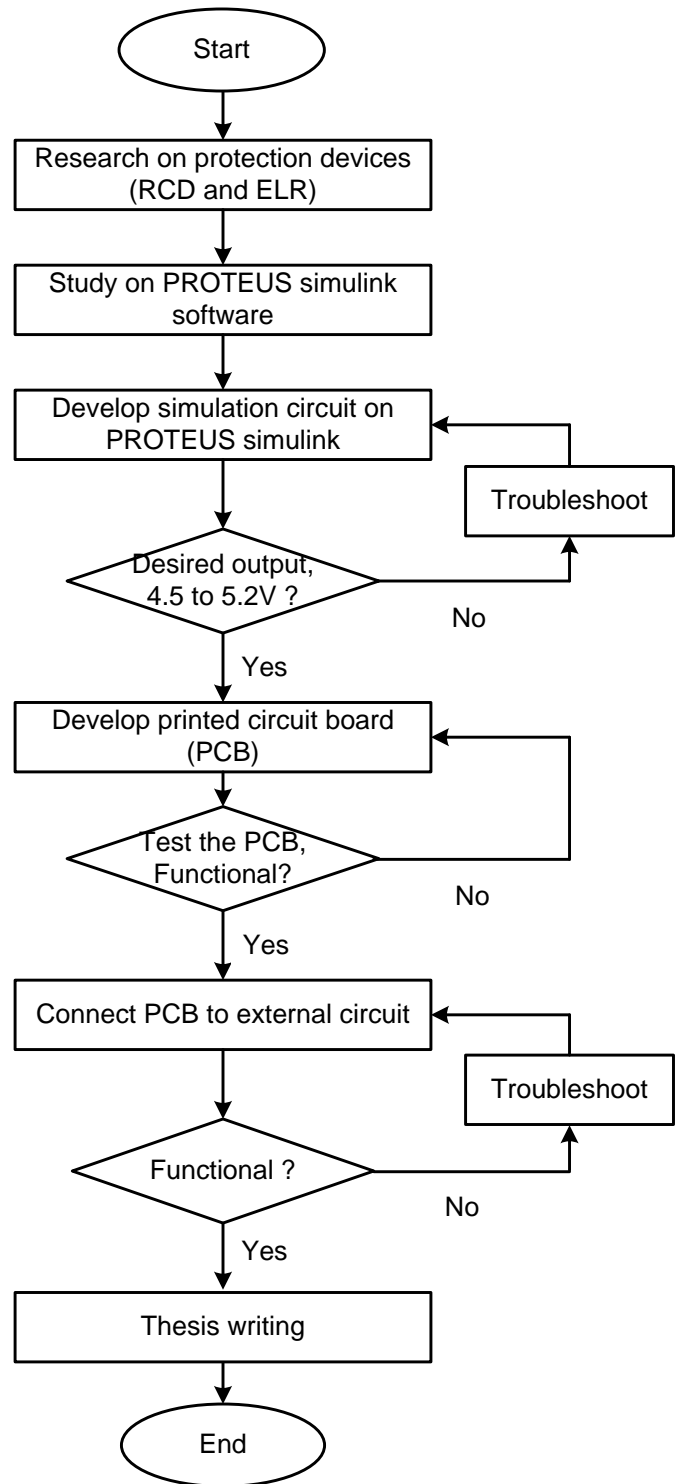 Start
Research on protection devices
(RCD and ELR)
Study on PROTEUS simulink
software
Develop simulation circuit on
PROTEUS simulink
Troubleshoot
Desired output,
4.5 to 5.2V ?
No
Yes
Develop printed circuit board
(PCB)
Test the PCB,
Functional?
No
Yes
Connect PCB to external circuit
Troubleshoot
Functional ?
No
Yes
Thesis writing
End